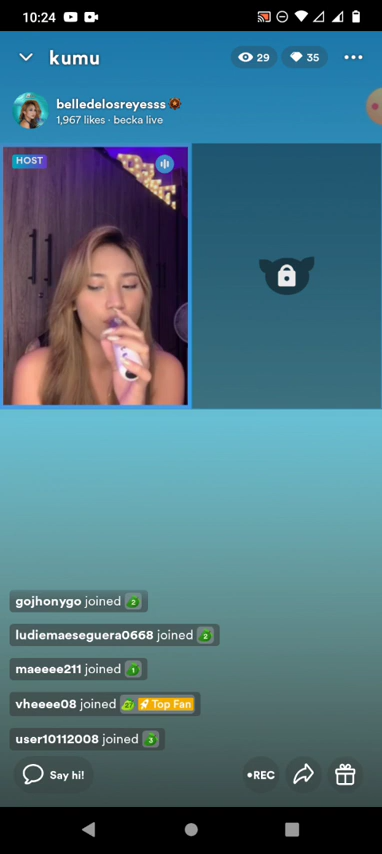 10:24
kumu
29
35
belledelosreyesss
1,967 likes · becka live
HOST
gojhonygo joined 2
ludiemaeseguera0668 joined 2
maeeee211 joined 1
vheeee08 joined Top Fan
user10112008 joined 3
Say hi!
•REC